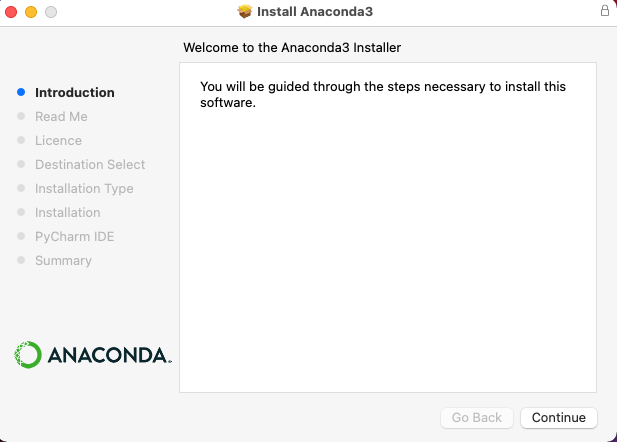 Install Anaconda3
Welcome to the Anaconda3 Installer
Introduction
Read Me
Licence
Destination Select
Installation Type
Installation
PyCharm IDE
Summary
You will be guided through the steps necessary to install this
software.
ANACONDA.
Go Back
Continue